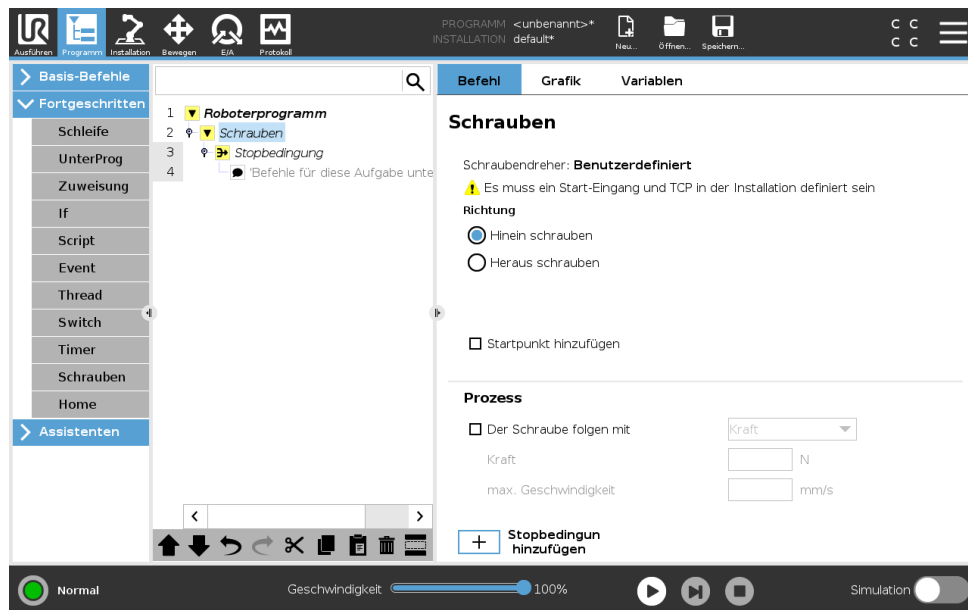 UR
Ausführen
Programm
Installation
Bewegen
E/A
Protokoll
PROGRAMM <unbenannt>*
INSTALLATION default*
Neu...
Öffnen...
Speichern...
C C
C C
Basis-Befehle
Fortgeschritten
Schleife
UnterProg
Zuweisung
If
Script
Event
Thread
Switch
Timer
Schrauben
Home
Assistenten
1 Roboterprogramm
2 Schrauben
3 Stopbedingung
4 'Befehle für diese Aufgabe unte
Befehl Grafik Variablen
Schrauben
Schraubendreher: Benutzerdefiniert
Es muss ein Start-Eingang und TCP in der Installation definiert sein
Richtung
Hinein schrauben
Heraus schrauben
Startpunkt hinzufügen
Prozess
Der Schraube folgen mit Kraft
Kraft N
max. Geschwindigkeit mm/s
+ Stopbedingun
hinzufügen
Normal
Geschwindigkeit 100%
Simulation